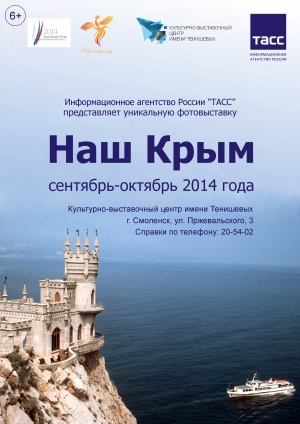 6+
2014
КУЛЬТУРНО-ВЫСТАВОЧНЫЙ
ЦЕНТР
ИМЕНИ ТЕНИШЕВЫХ
ТАСС
ИНФОРМАЦИОННОЕ
АГЕНТСТВО РОССИИ
Информационное агентство России "ТАСС"
представляет уникальную фотовыставку
Наш Крым
сентябрь-октябрь 2014 года
Культурно-выставочный центр имени Тенишевых
г. Смоленск, ул. Пржевальского, 3
Справки по телефону: 20-54-02